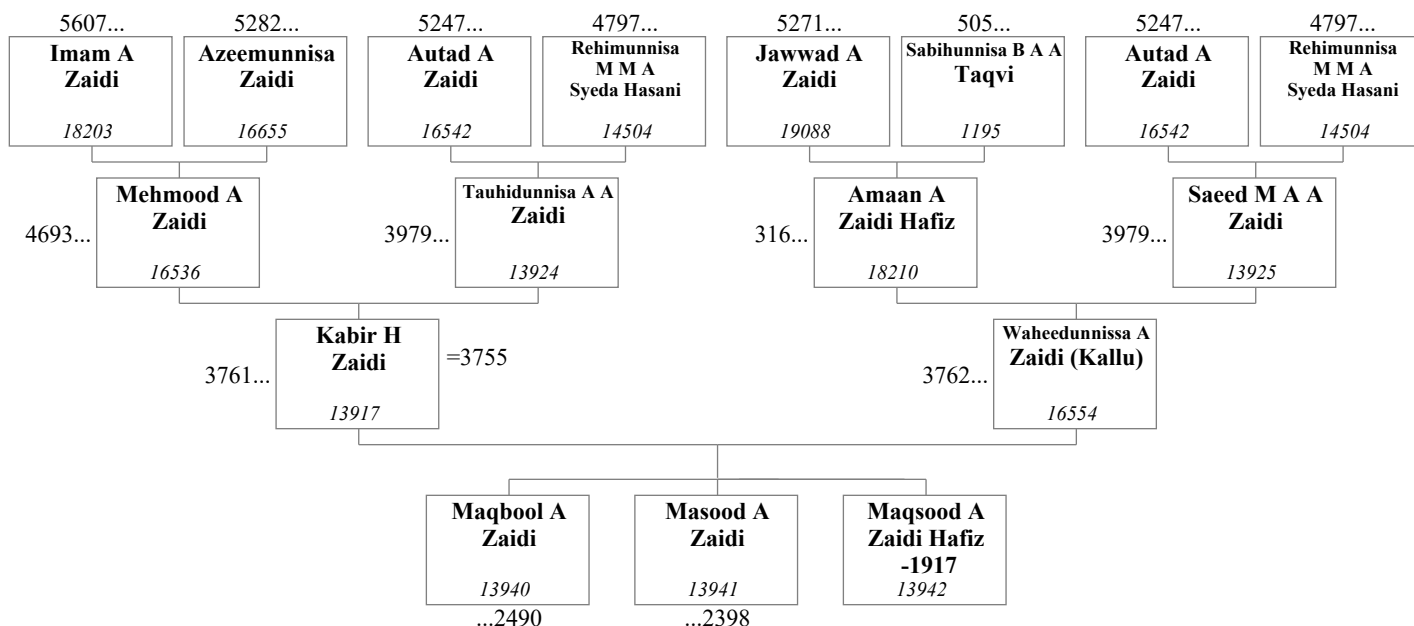 5607...
5282...
5247...
4797...
5271...
505...
5247...
4797...
Imam A
Zaidi
18203
Azeemunnisa
Zaidi
16655
Autad A
Zaidi
16542
Rehimunnisa
M M A
Syeda Hasani
14504
Jawwad A
Zaidi
19088
Sabihunnisa B A A
Taqvi
1195
Autad A
Zaidi
16542
Rehimunnisa
M M A
Syeda Hasani
14504
4693...
Mehmood A
Zaidi
16536
3979...
Tauhidunnisa A A
Zaidi
13924
316...
Amaan A
Zaidi Hafiz
18210
3979...
Saeed M A A
Zaidi
13925
3761...
Kabir H
Zaidi
13917
=3755
3762...
Waheedunnissa A
Zaidi (Kallu)
16554
Maqbool A
Zaidi
13940
...2490
Masood A
Zaidi
13941
...2398
Maqsood A
Zaidi Hafiz
-1917
13942